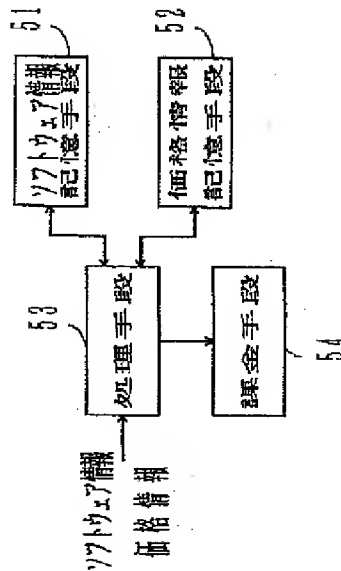 ソフトウェア情報
価格情報
53
処理手段
51
ソフトウェア情報
記憶手段
52
価格情報
記憶手段
課金手段
54